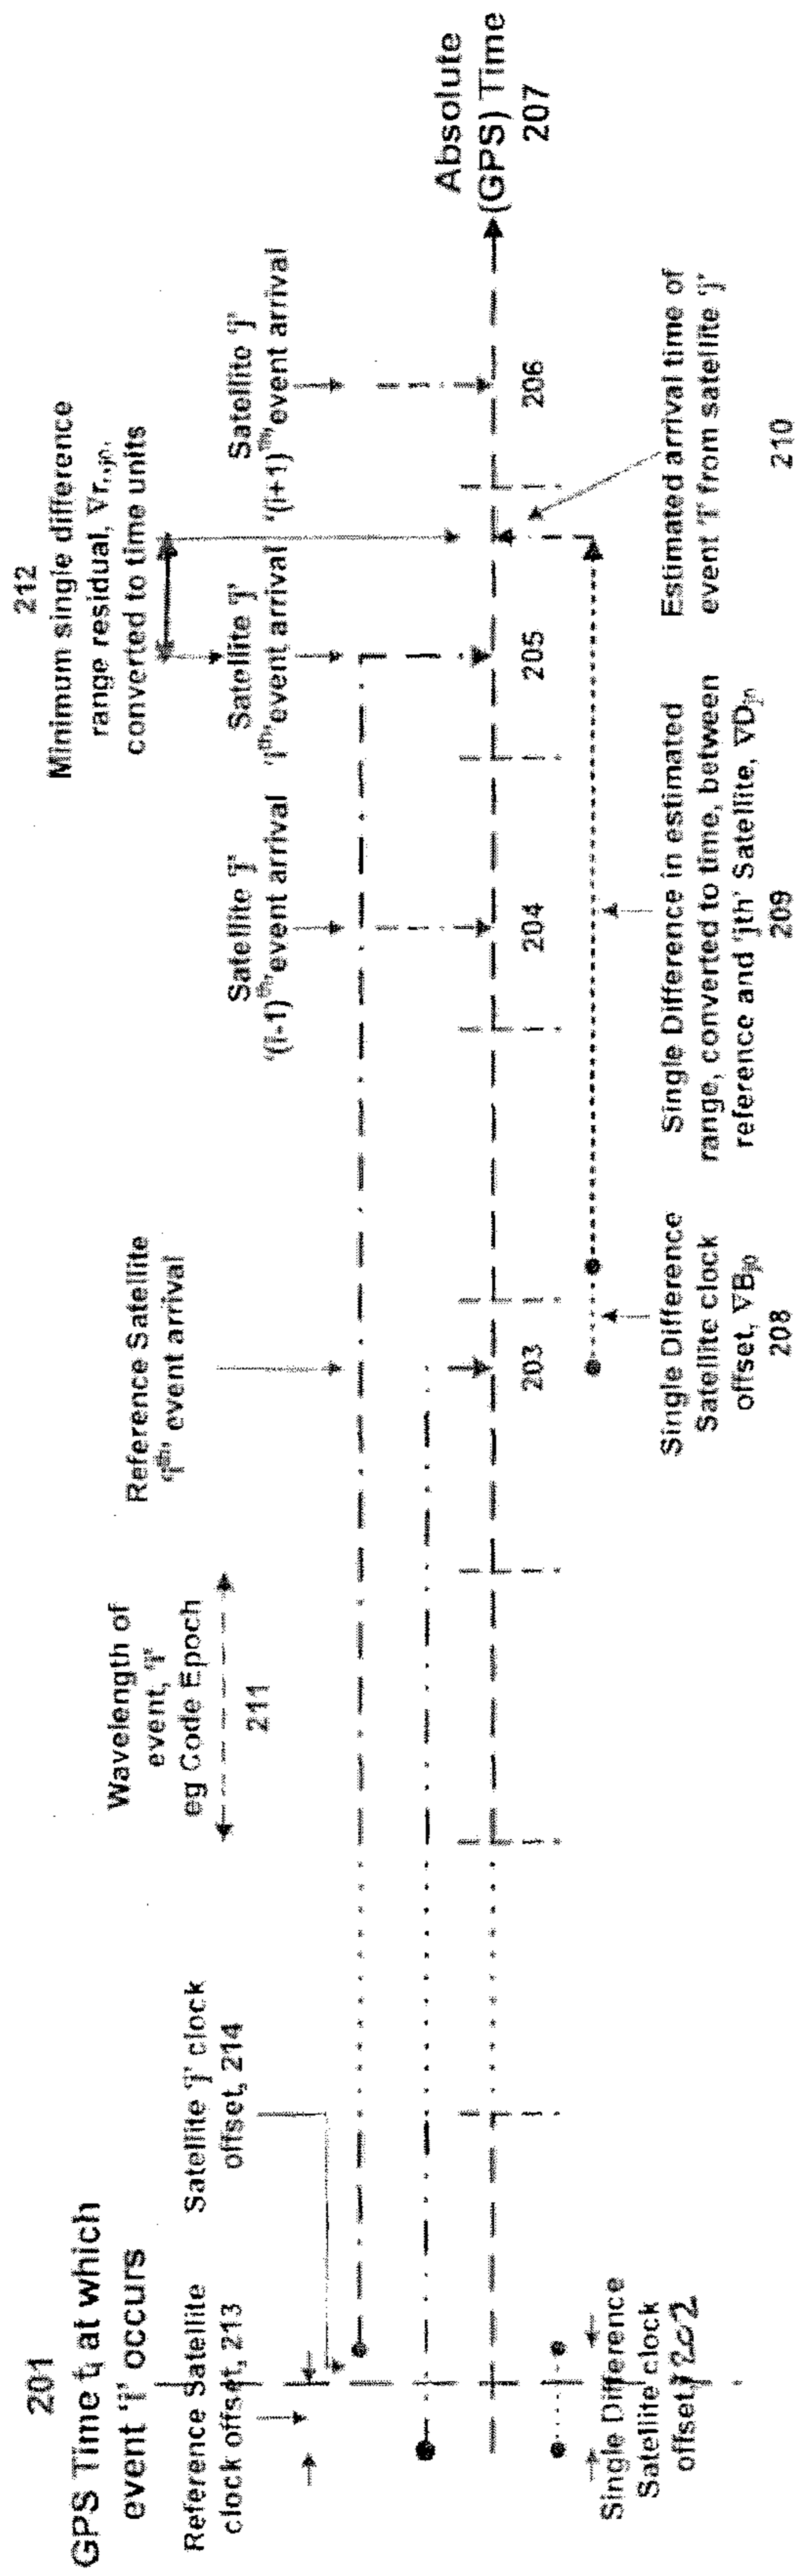 201
GPS Time tᵢ at which
event 'i' occurs
Reference Satellite
clock offset, 213
Satellite 'j' clock
offset, 214
Wavelength of
event, 'i'
eg Code Epoch
211
Reference Satellite
'iᵗʰ' event arrival
212
Minimum single difference
range residual,
converted to time units
Satellite 'j'
'(i-1)ᵗʰ' event arrival
Satellite 'j'
'iᵗʰ' event arrival
Satellite 'j'
'(i+1)ᵗʰ' event arrival
Absolute
(GPS) Time
207
203
204
205
206
Single Difference
Satellite clock
offset, 202
Single Difference
Satellite clock
offset, ∇Bⱼ₀
208
Single Difference in estimated
range, converted to time, between
reference and 'jth' Satellite, ∇Dⱼ₀
209
Estimated arrival time of
event 'i' from satellite 'j'
210